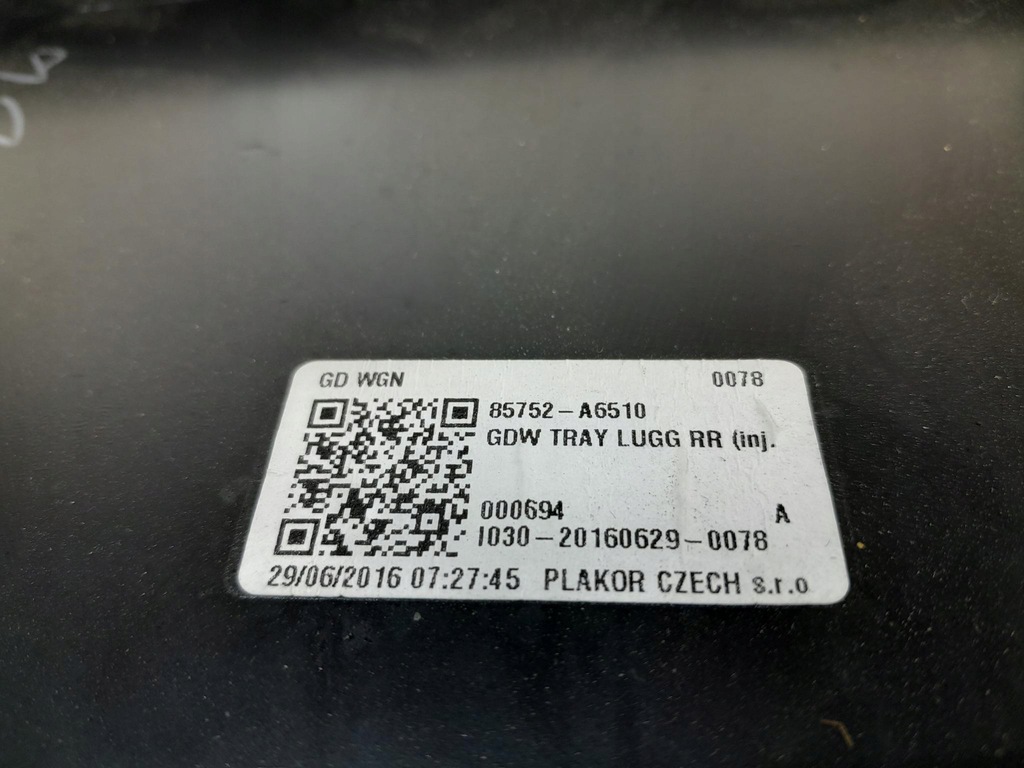 GD WGN 0078
85752-A6510
GDW TRAY LUGG RR (inj.
000694 A
I030-20160629-0078
29/06/2016 07:27:45 PLAKOR CZECH s.r.o